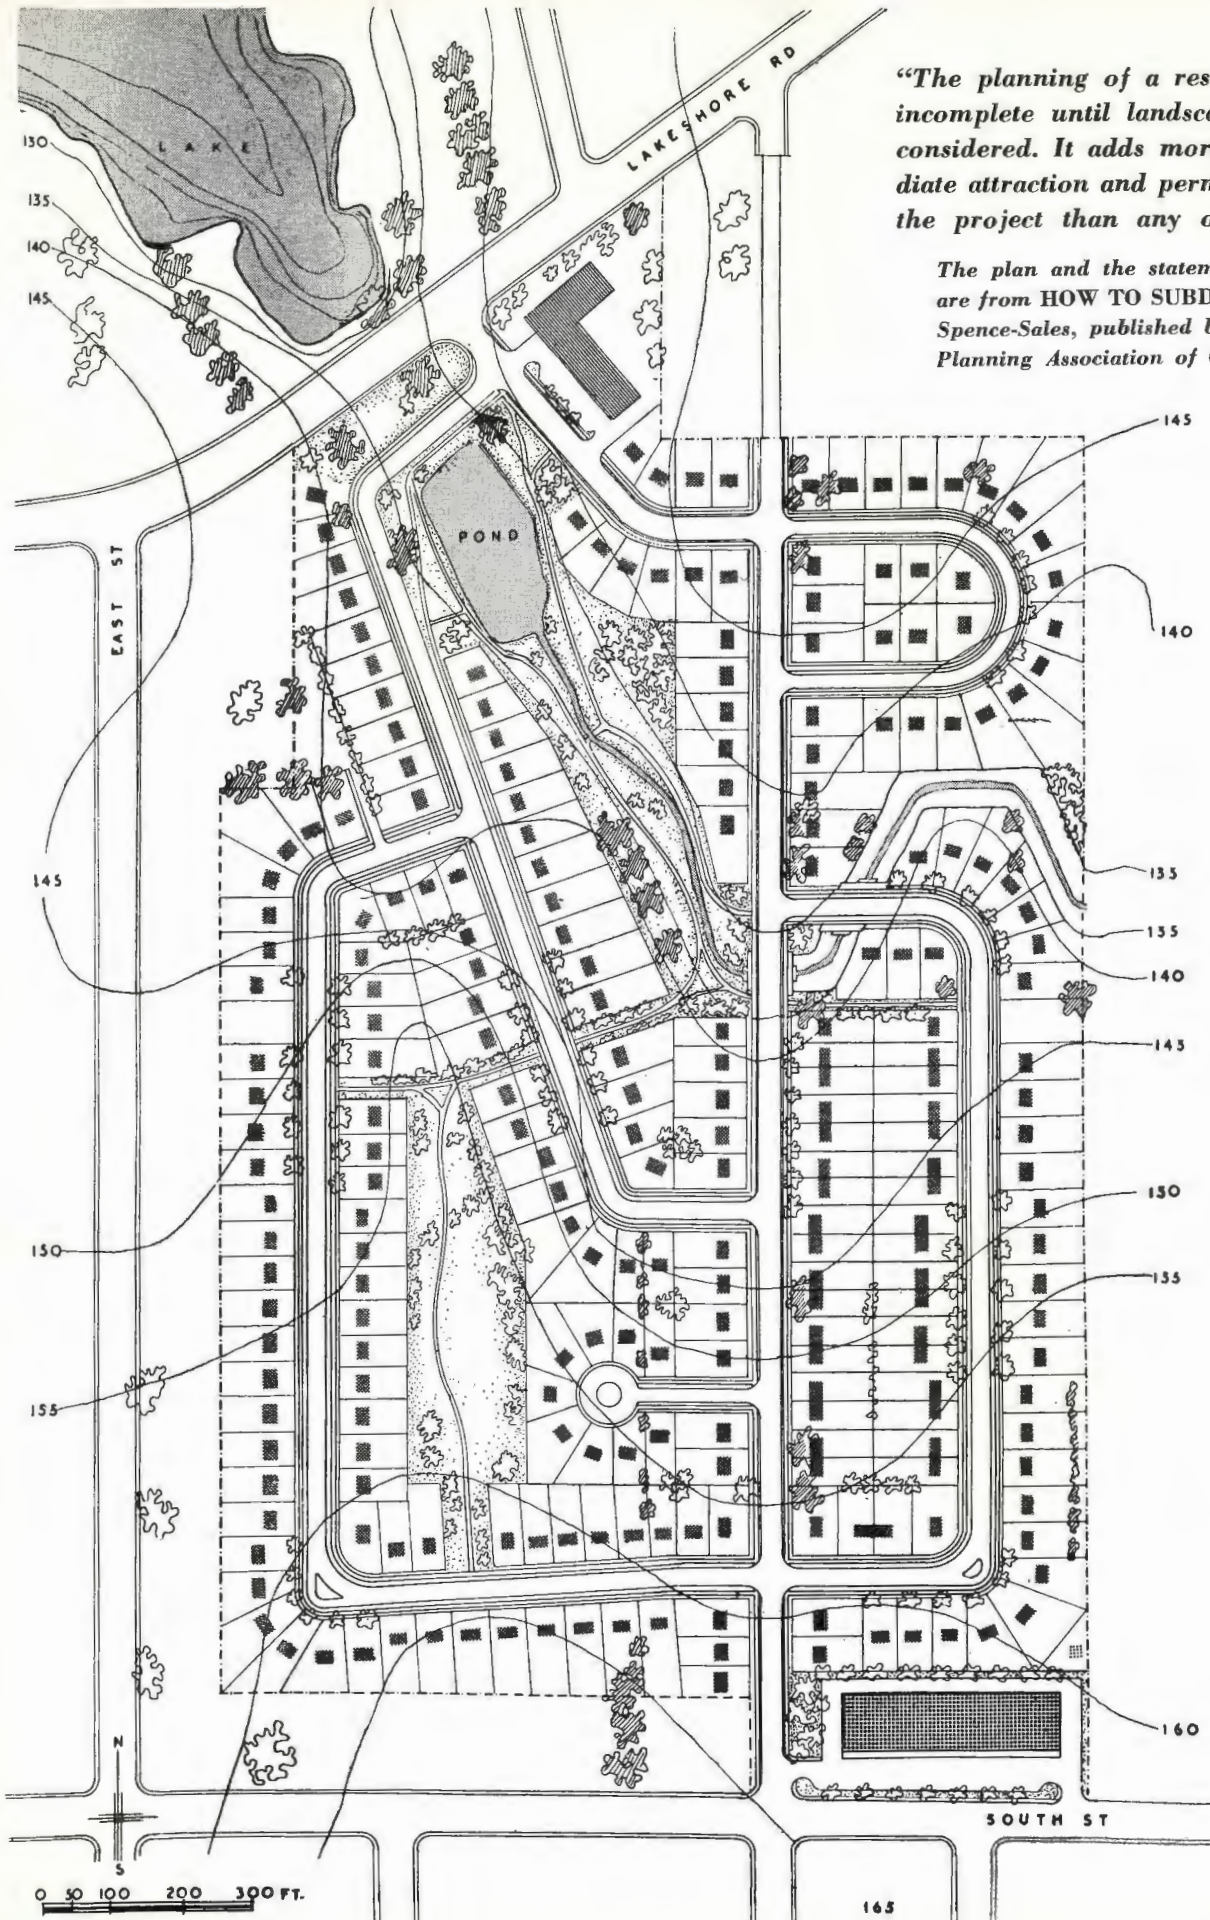 “The planning of a res
incomplete until landsc
considered. It adds mor
diate attraction and perm
the project than any o
The plan and the statem
are from HOW TO SUBD
Spence-Sales, published b
Planning Association of
LAKE
LAKESHORE RD
130
135
140
145
145
POND
EAST ST
140
145
135
135
140
145
150
150
155
155
160
N
S
SOUTH ST
0 50 100 200 300 FT.
165